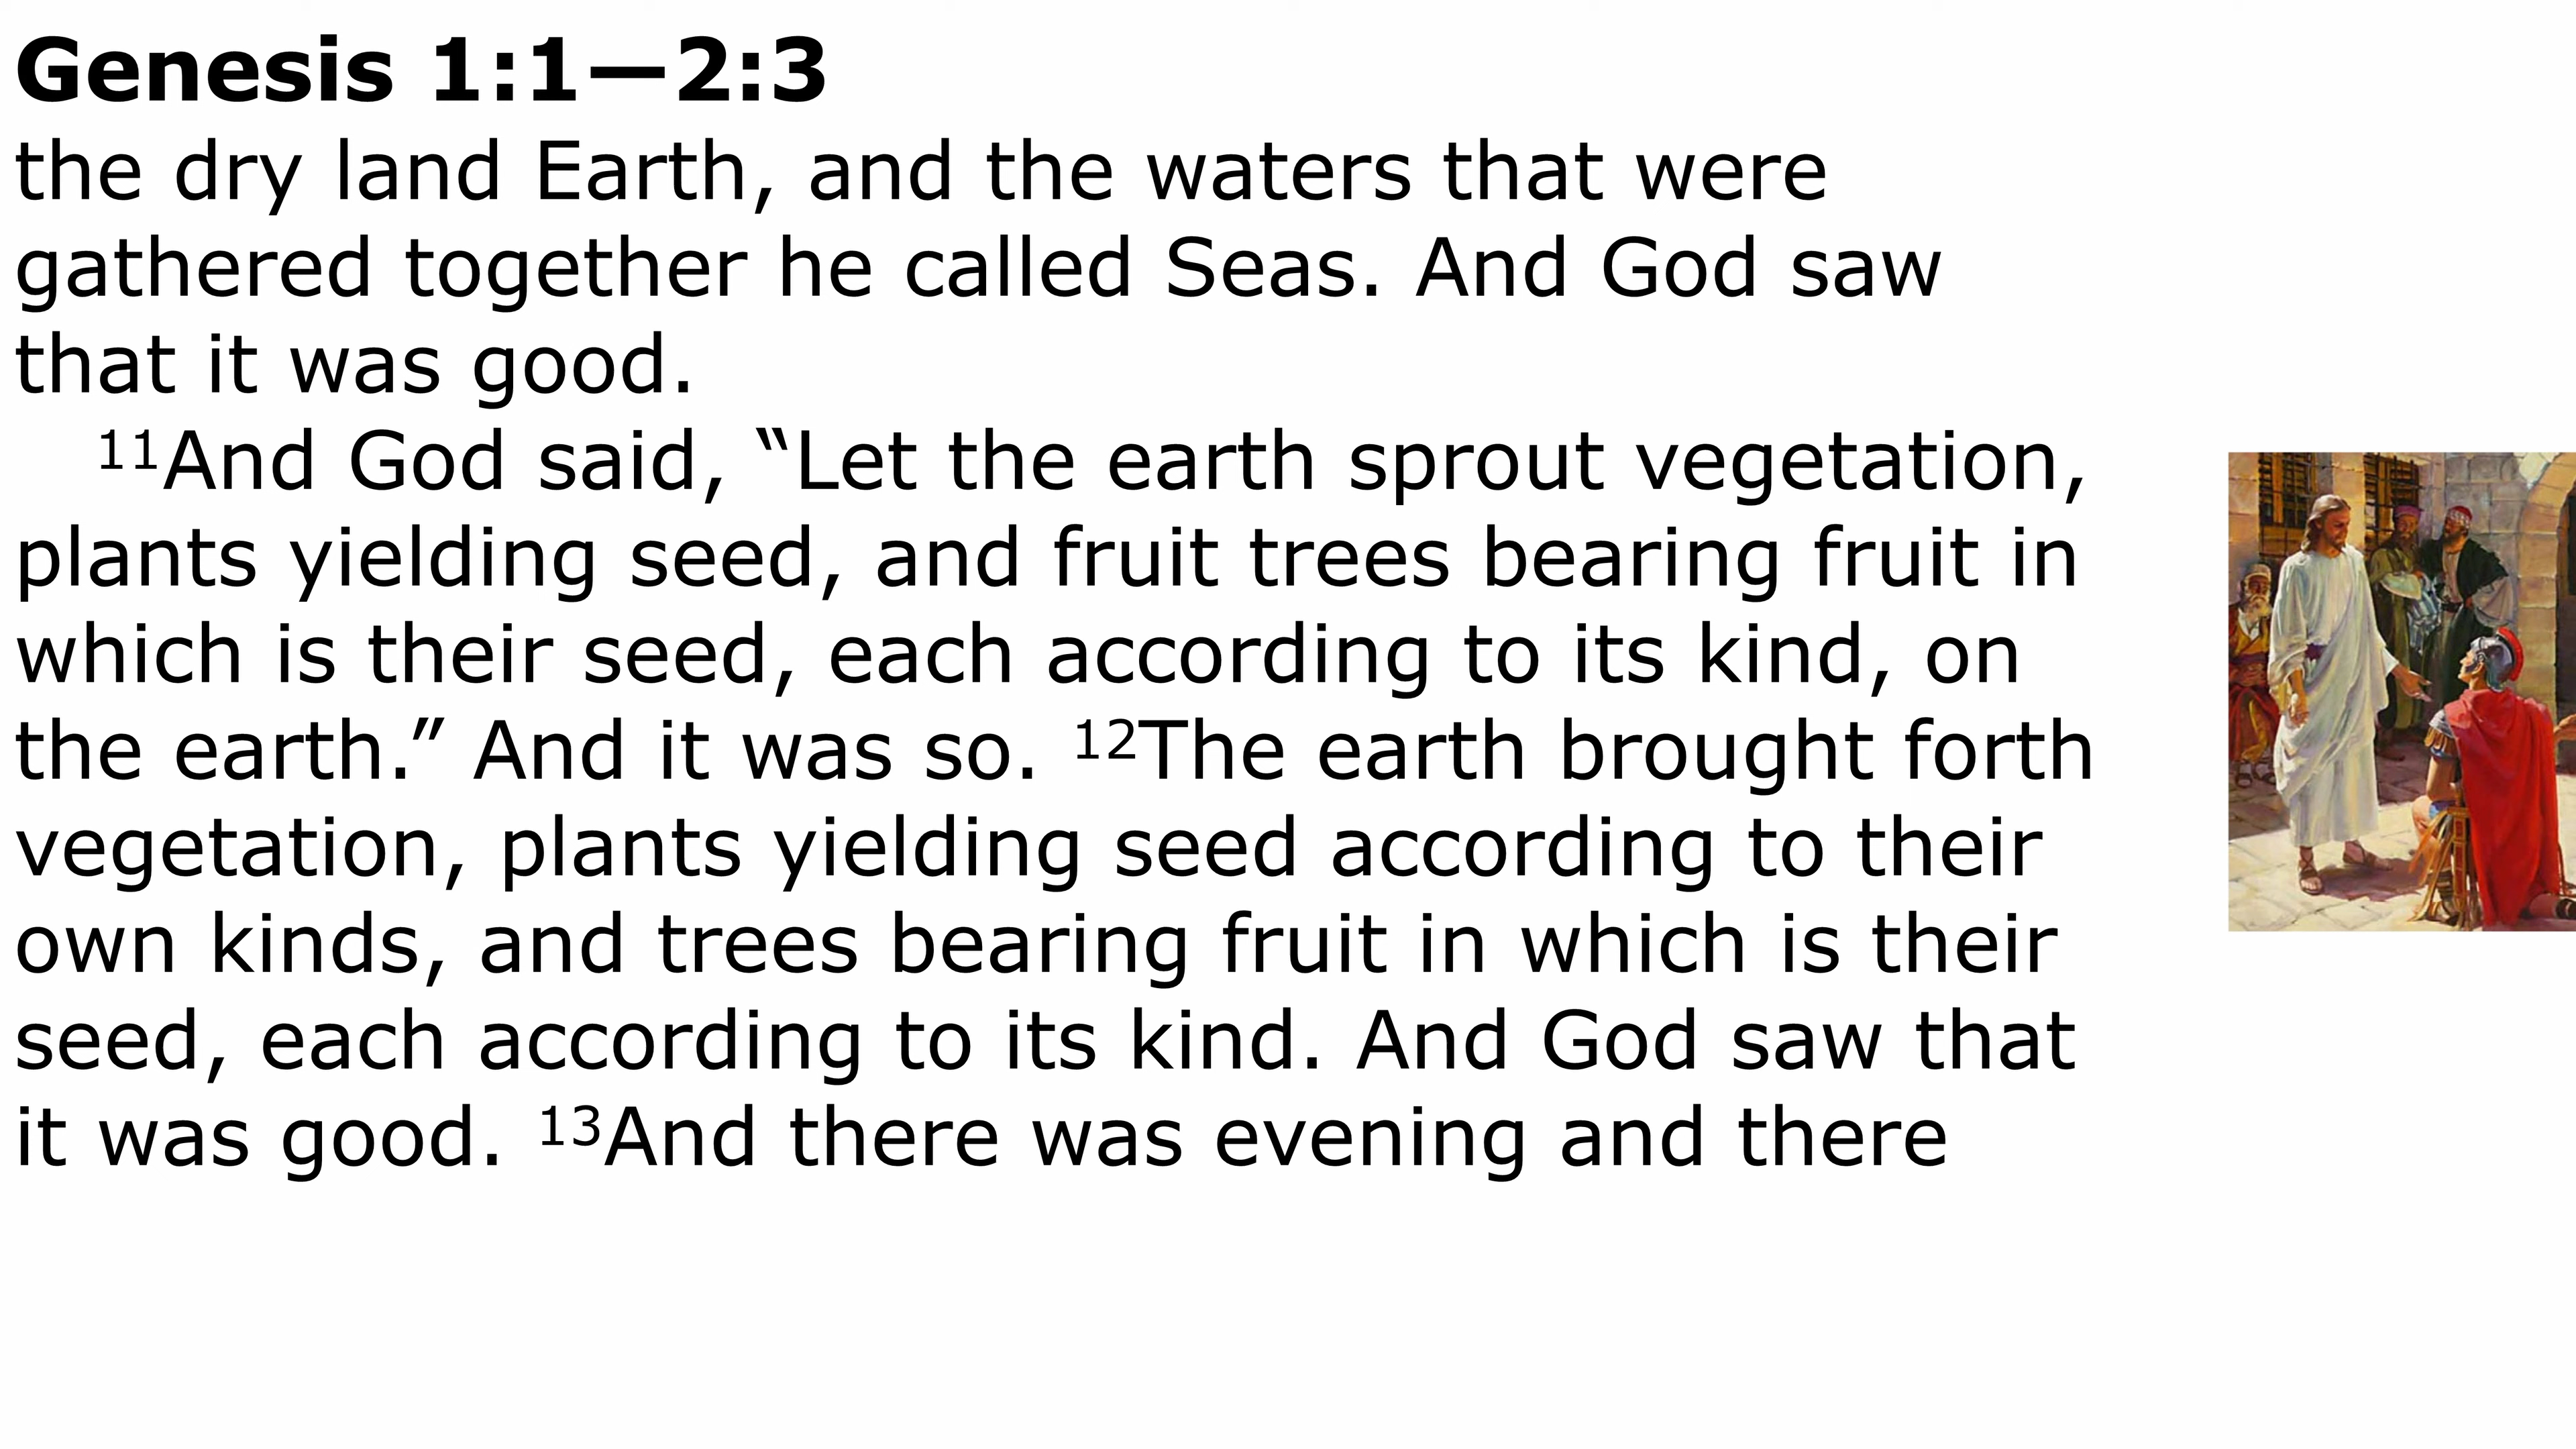 Genesis 1:1—2:3
the dry land Earth, and the waters that were
gathered together he called Seas. And God saw
that it was good.
¹¹And God said, “Let the earth sprout vegetation,
plants yielding seed, and fruit trees bearing fruit in
which is their seed, each according to its kind, on
the earth.” And it was so. ¹²The earth brought forth
vegetation, plants yielding seed according to their
own kinds, and trees bearing fruit in which is their
seed, each according to its kind. And God saw that
it was good. ¹³And there was evening and there